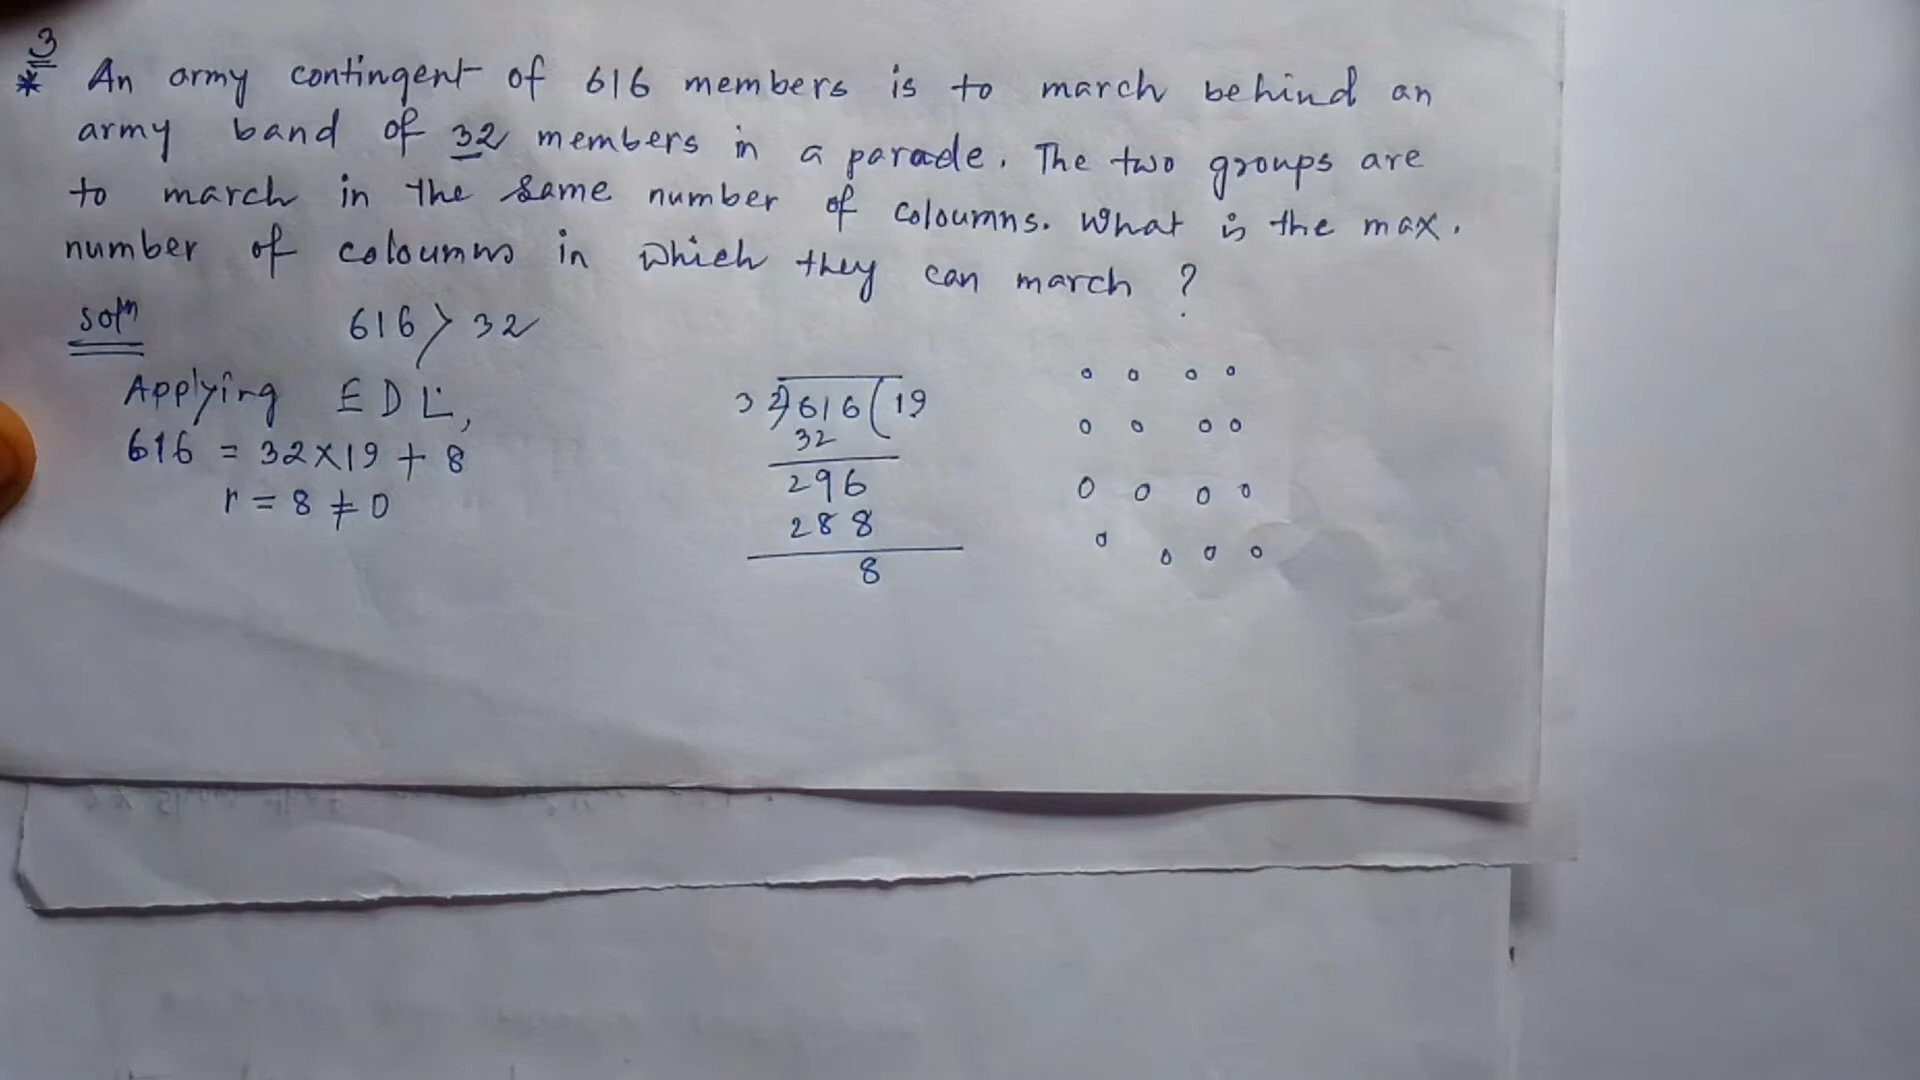 3
* An army contingent of 616 members is to march behind an
army band of 32 members in a parade. The two groups are
to march in the same number of coloumns. What is the max.
number of coloumns in which they can march ?
soln
616 > 32
Applying EDL,
616 = 32x19 + 8
r = 8 ≠ 0
32)616(19
32
296
288
8